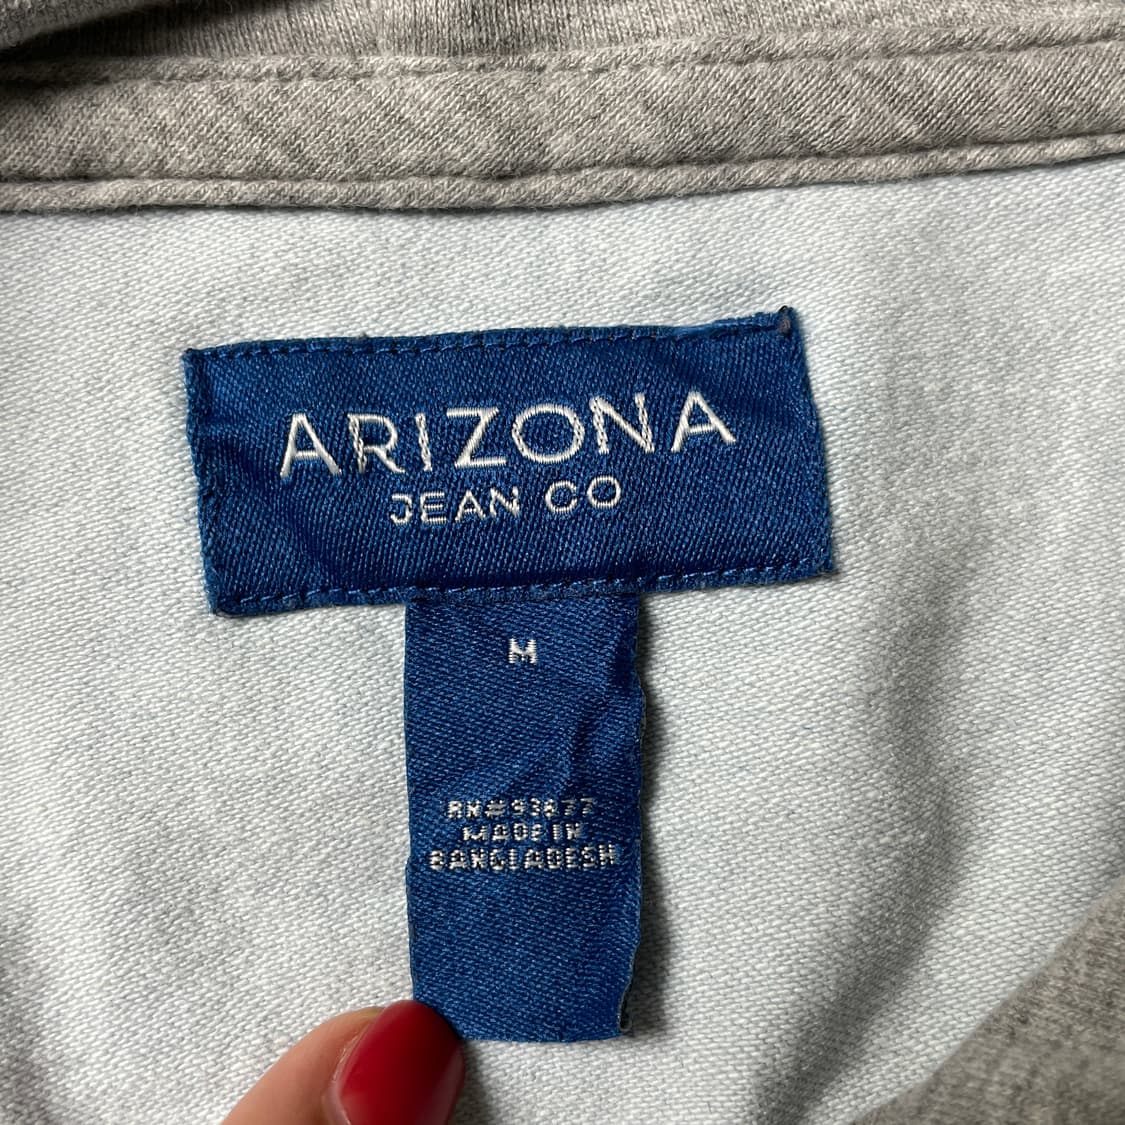 ARIZONA
JEAN CO
M
RN#93677
MADE IN
BANGLADESH